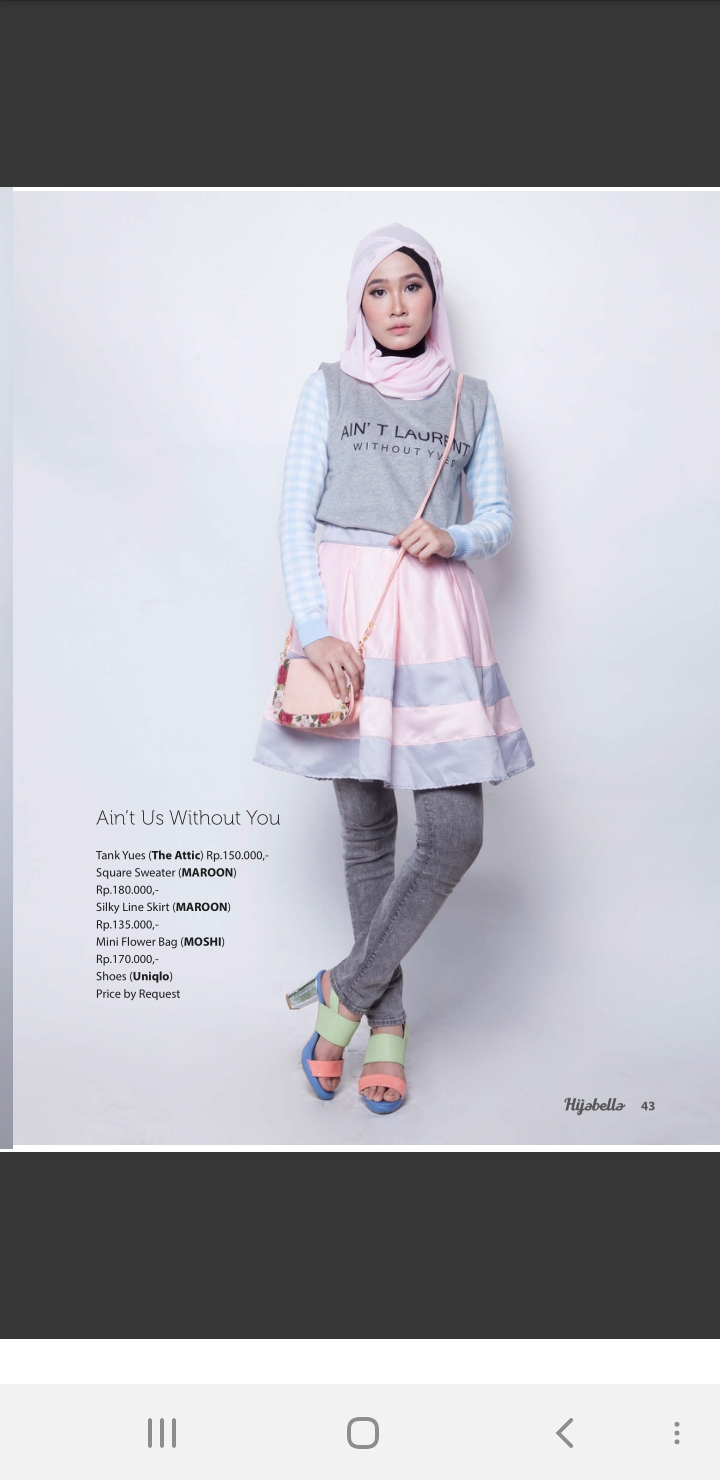 AIN' T LAURENT
WITHOUT YVES
Ain't Us Without You
Tank Yues (The Attic) Rp.150.000,-
Square Sweater (MAROON)
Rp.180.000,-
Silky Line Skirt (MAROON)
Rp.135.000,-
Mini Flower Bag (MOSHI)
Rp.170.000,-
Shoes (Uniqlo)
Price by Request
Hijabella 43